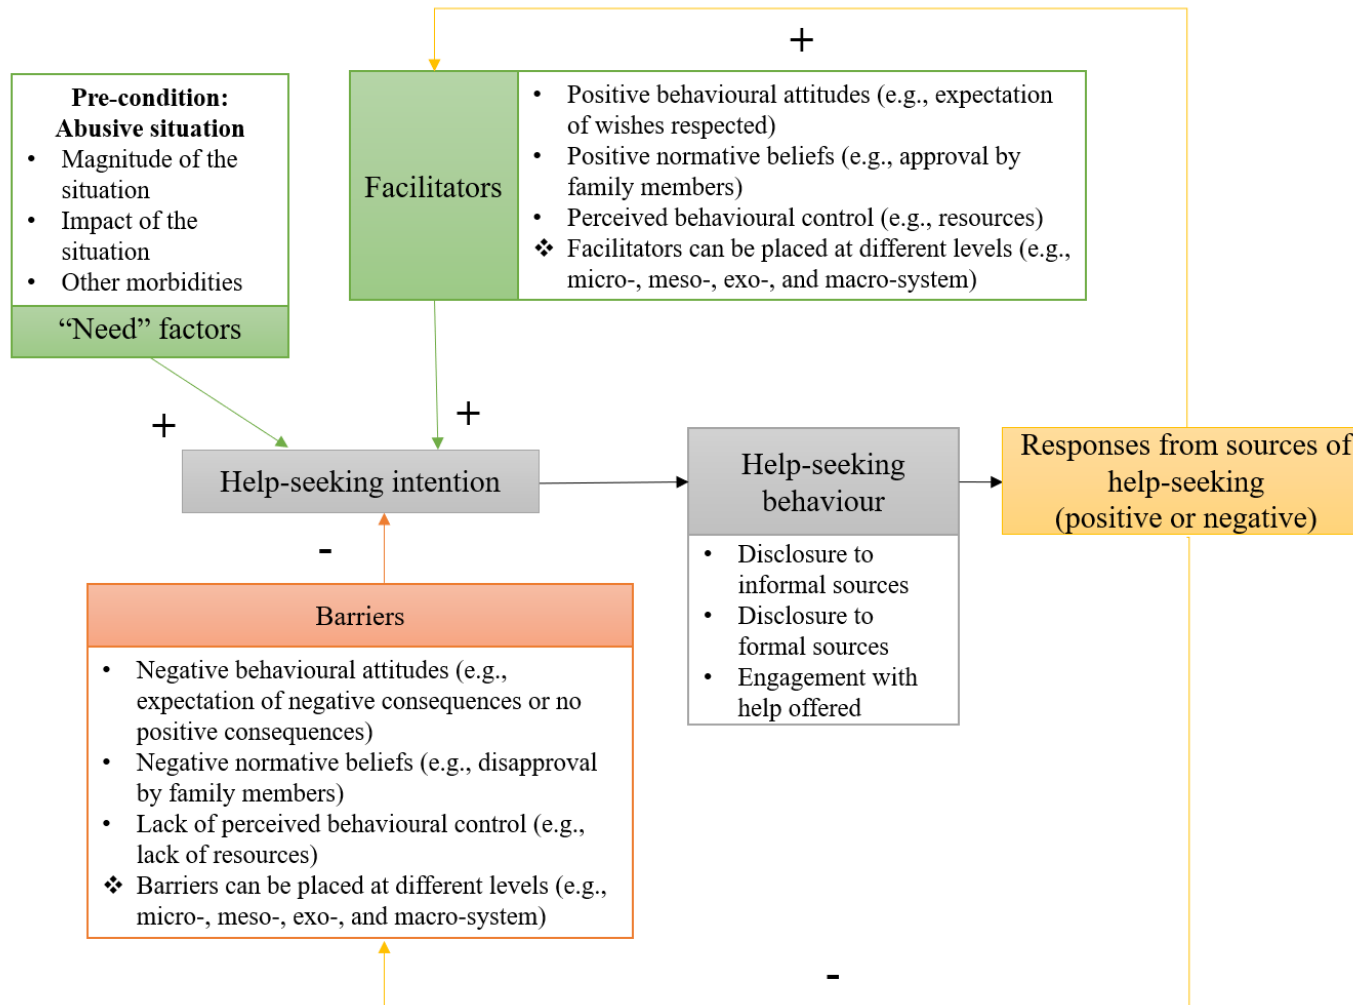 +
Pre-condition:
Abusive situation
• Magnitude of the
situation
• Impact of the
situation
• Other morbidities
“Need” factors
Facilitators
• Positive behavioural attitudes (e.g., expectation
of wishes respected)
• Positive normative beliefs (e.g., approval by
family members)
• Perceived behavioural control (e.g., resources)
❖ Facilitators can be placed at different levels (e.g.,
micro-, meso-, exo-, and macro-system)
+
+
Help-seeking intention
Help-seeking
behaviour
• Disclosure to
informal sources
• Disclosure to
formal sources
• Engagement with
help offered
Responses from sources of
help-seeking
(positive or negative)
-
Barriers
• Negative behavioural attitudes (e.g.,
expectation of negative consequences or no
positive consequences)
• Negative normative beliefs (e.g., disapproval
by family members)
• Lack of perceived behavioural control (e.g.,
lack of resources)
❖ Barriers can be placed at different levels (e.g.,
micro-, meso-, exo-, and macro-system)
-